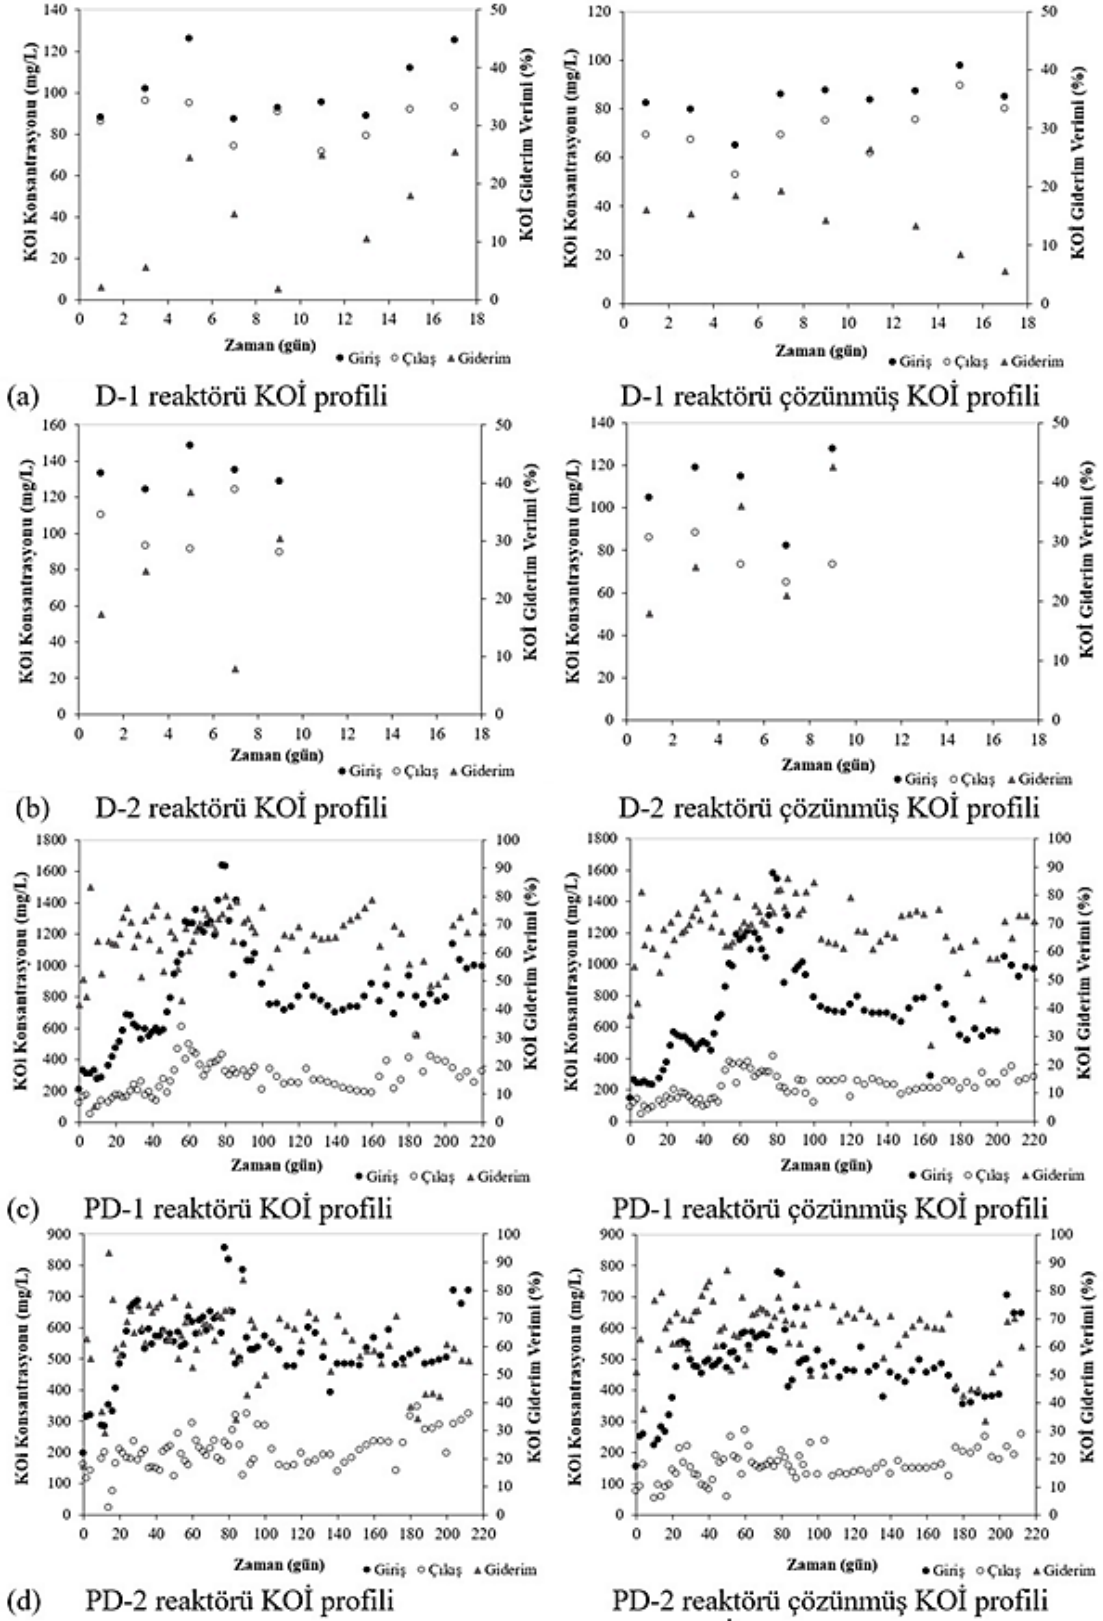 140
120
100
80
60
40
20
0
50
40
30
20
10
0
0 2 4 6 8 10 12 14 16 18
KOi Konsantrasyonu (mg/L)
KOİ Giderim Verimi (%)
Zaman (gün)
● Giriş ○ Çıkış ▲ Giderim
120
100
80
60
40
20
0
50
40
30
20
10
0
0 2 4 6 8 10 12 14 16 18
KOi Konsantrasyonu (mg/L)
KOİ Giderim Verimi (%)
Zaman (gün)
● Giriş ○ Çıkış ▲ Giderim
(a) D-1 reaktörü KOİ profili
D-1 reaktörü çözünmüş KOİ profili
160
140
120
100
80
60
40
20
0
50
40
30
20
10
0
0 2 4 6 8 10 12 14 16 18
KOi Konsantrasyonu (mg/L)
KOİ Giderim Verimi (%)
Zaman (gün)
● Giriş ○ Çıkış ▲ Giderim
140
120
100
80
60
40
20
0
50
40
30
20
10
0
0 2 4 6 8 10 12 14 16 18
KOi Konsantrasyonu (mg/L)
KOİ Giderim Verimi (%)
Zaman (gün)
● Giriş ○ Çıkış ▲ Giderim
(b) D-2 reaktörü KOİ profili
D-2 reaktörü çözünmüş KOİ profili
1800
1600
1400
1200
1000
800
600
400
200
0
100
90
80
70
60
50
40
30
20
10
0
0 20 40 60 80 100 120 140 160 180 200 220
KOi Konsantrasyonu (mg/L)
KOİ Giderim Verimi (%)
Zaman (gün)
● Giriş ○ Çıkış ▲ Giderim
1800
1600
1400
1200
1000
800
600
400
200
0
100
90
80
70
60
50
40
30
20
10
0
0 20 40 60 80 100 120 140 160 180 200 220
KOi Konsantrasyonu (mg/L)
KOİ Giderim Verimi (%)
Zaman (gün)
● Giriş ○ Çıkış ▲ Giderim
(c) PD-1 reaktörü KOİ profili
PD-1 reaktörü çözünmüş KOİ profili
900
800
700
600
500
400
300
200
100
0
100
90
80
70
60
50
40
30
20
10
0
0 20 40 60 80 100 120 140 160 180 200 220
KOi Konsantrasyonu (mg/L)
KOİ Giderim Verimi (%)
Zaman (gün)
● Giriş ○ Çıkış ▲ Giderim
900
800
700
600
500
400
300
200
100
0
100
90
80
70
60
50
40
30
20
10
0
0 20 40 60 80 100 120 140 160 180 200 220
KOi Konsantrasyonu (mg/L)
KOİ Giderim Verimi (%)
Zaman (gün)
● Giriş ○ Çıkış ▲ Giderim
(d) PD-2 reaktörü KOİ profili
PD-2 reaktörü çözünmüş KOİ profili